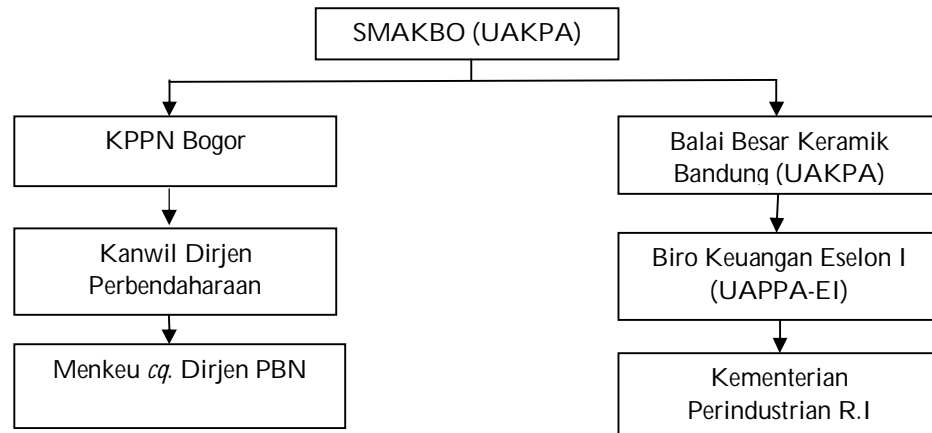 SMAKBO (UAKPA)
KPPN Bogor
Balai Besar Keramik
Bandung (UAKPA)
Kanwil Dirjen
Perbendaharaan
Biro Keuangan Eselon I
(UAPPA-EI)
Menkeu cq. Dirjen PBN
Kementerian
Perindustrian R.I